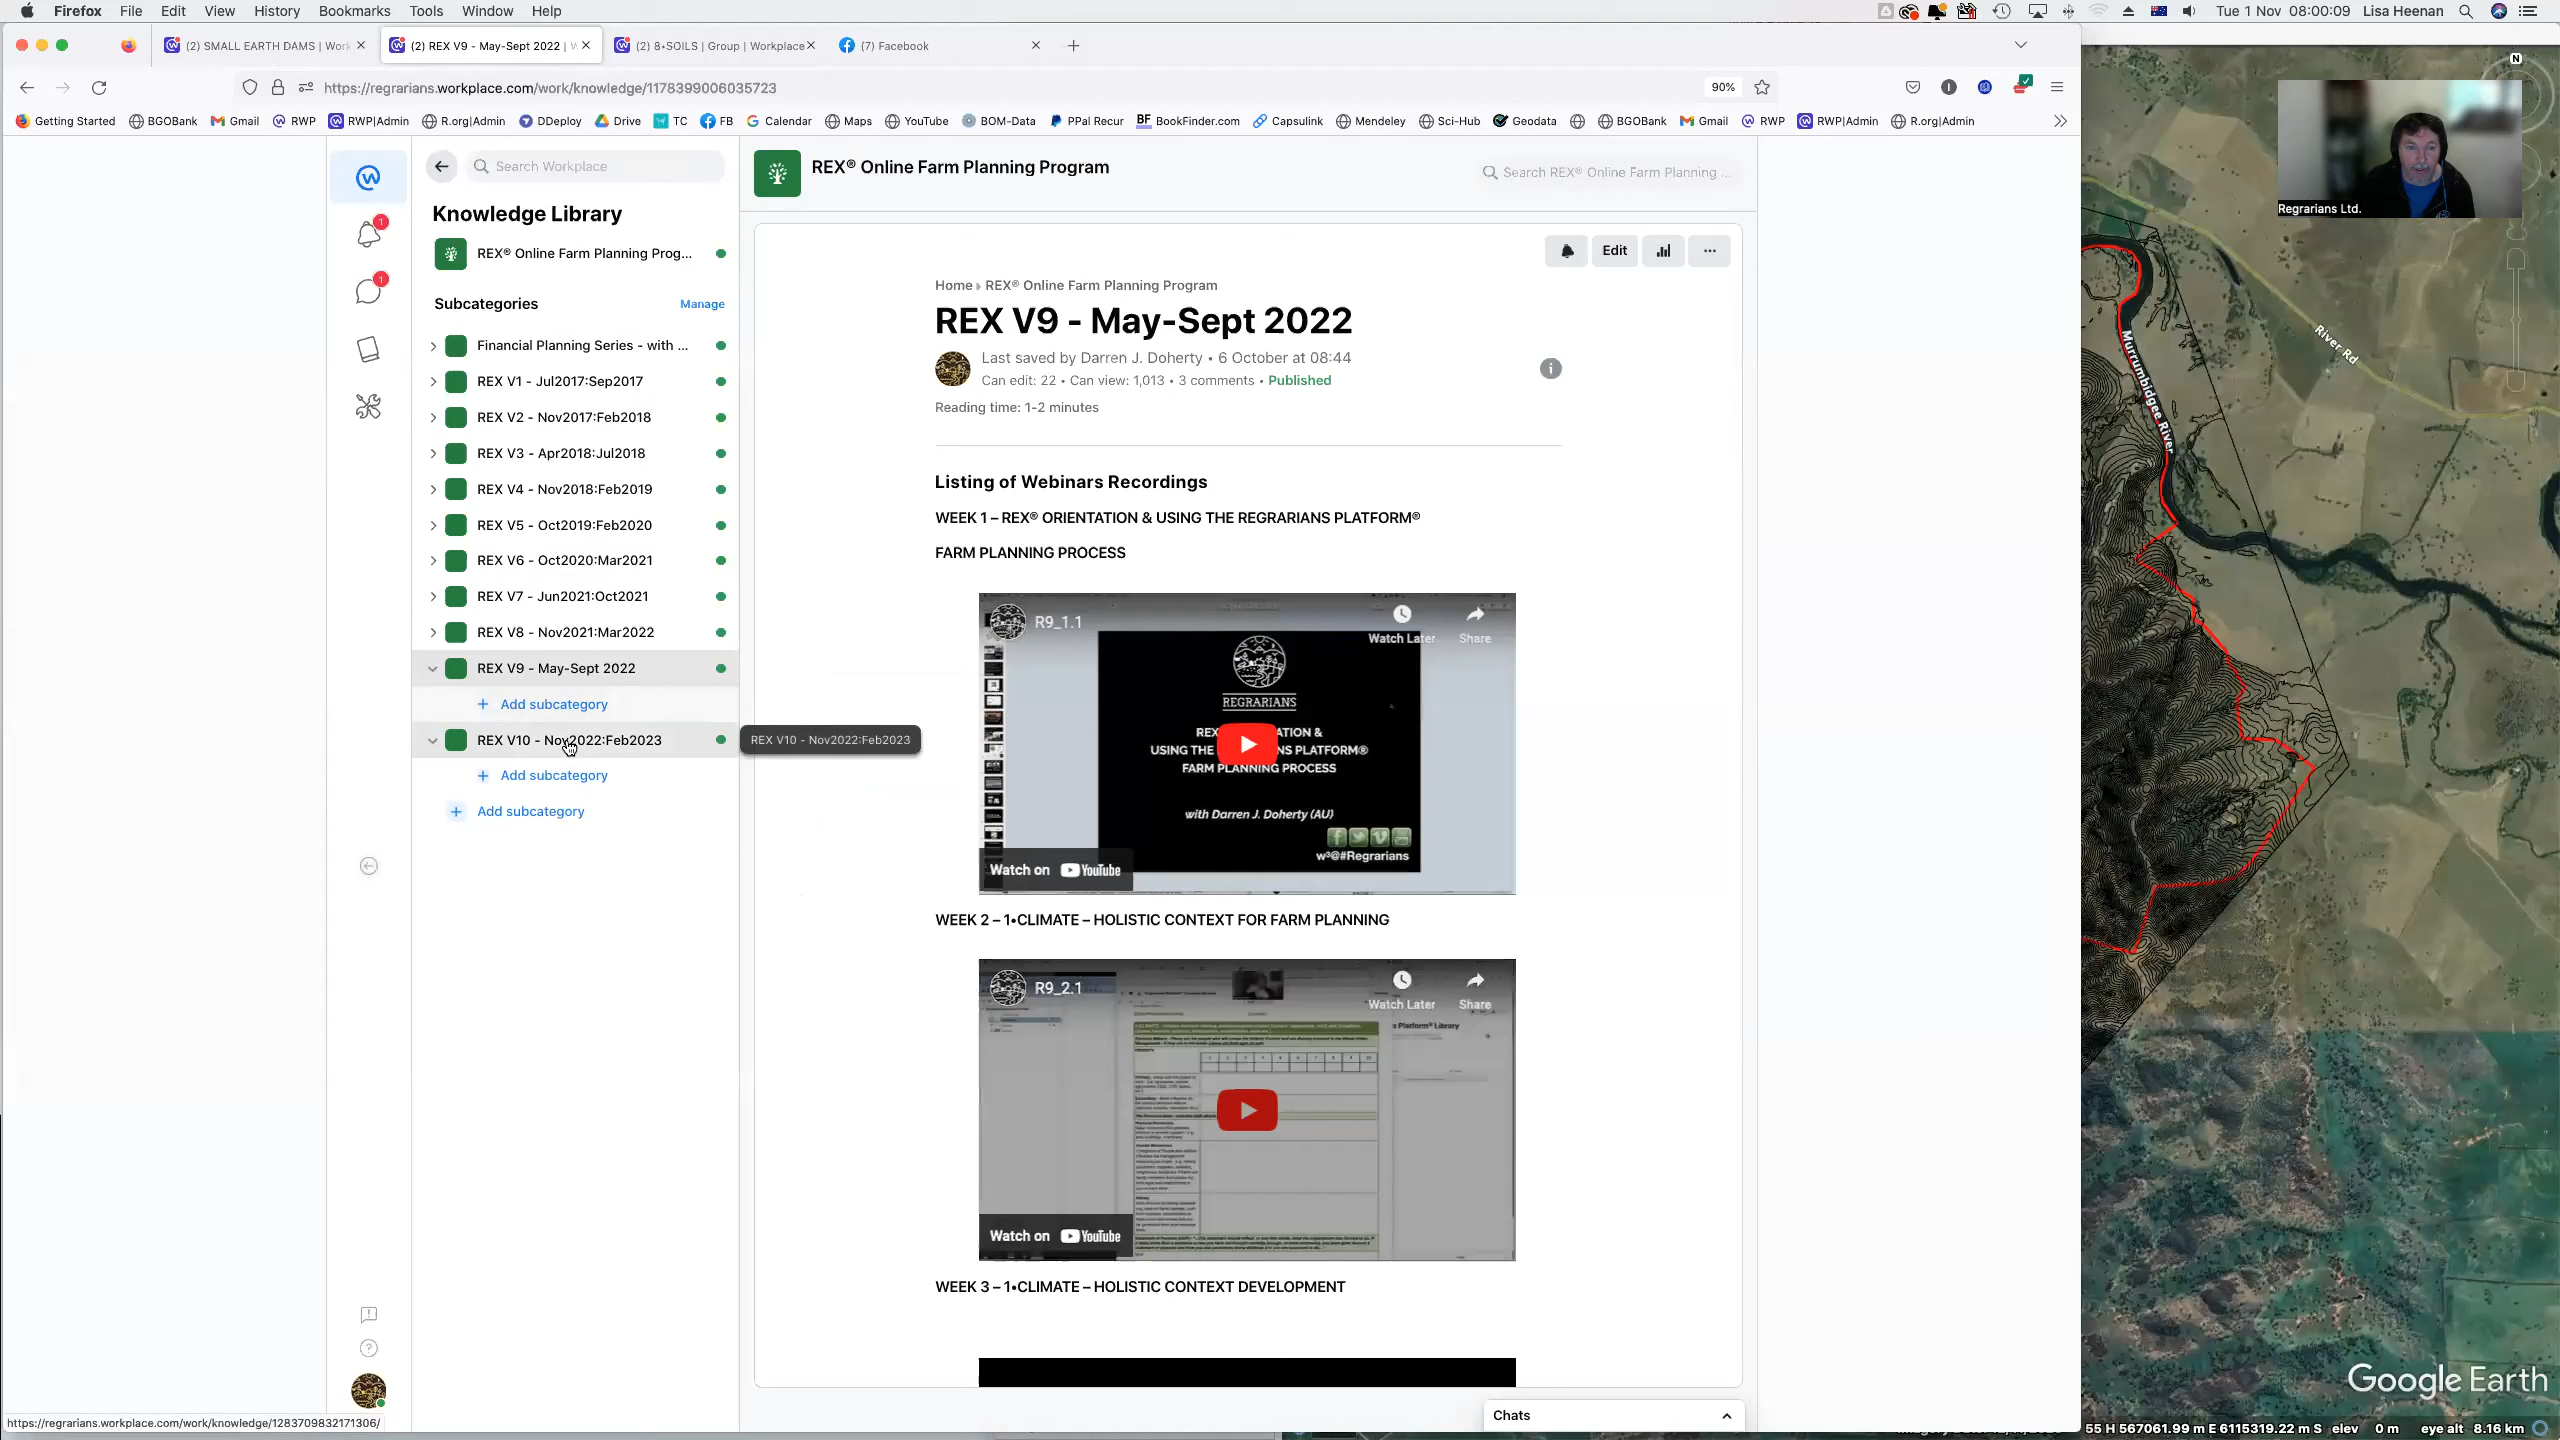 Firefox File Edit View History Bookmarks Tools Window Help
Tue 1 Nov 08:00:09 Lisa Heenan
(2) SMALL EARTH DAMS | Work
(2) REX V9 - May-Sept 2022 | W
(2) 8•SOILS | Group | Workplace
(7) Facebook
https://regrarians.workplace.com/work/knowledge/1178399006035723
90%
Getting Started BGOBank Gmail RWP RWP|Admin R.org|Admin DDeploy Drive TC FB Calendar Maps YouTube BOM-Data PPal Recur BookFinder.com Capsulink Mendeley Sci-Hub Geodata BGOBank Gmail RWP RWP|Admin R.org|Admin
Search Workplace
Knowledge Library
REX® Online Farm Planning Prog...
Subcategories
Manage
Financial Planning Series - with ...
REX V1 - Jul2017:Sep2017
REX V2 - Nov2017:Feb2018
REX V3 - Apr2018:Jul2018
REX V4 - Nov2018:Feb2019
REX V5 - Oct2019:Feb2020
REX V6 - Oct2020:Mar2021
REX V7 - Jun2021:Oct2021
REX V8 - Nov2021:Mar2022
REX V9 - May-Sept 2022
+ Add subcategory
REX V10 - Nov2022:Feb2023
+ Add subcategory
+ Add subcategory
REX V10 - Nov2022:Feb2023
1
1
REX® Online Farm Planning Program
Search REX® Online Farm Planning ...
Edit
Home › REX® Online Farm Planning Program
REX V9 - May-Sept 2022
Last saved by Darren J. Doherty • 6 October at 08:44
Can edit: 22 • Can view: 1,013 • 3 comments • Published
Reading time: 1-2 minutes
Listing of Webinars Recordings
WEEK 1 – REX® ORIENTATION & USING THE REGRARIANS PLATFORM®
FARM PLANNING PROCESS
R9_1.1
Watch Later
Share
REGRARIANS
FARM PLANNING PROCESS
with Darren J. Doherty (AU)
w³@#Regrarians
Watch on YouTube
WEEK 2 – 1•CLIMATE – HOLISTIC CONTEXT FOR FARM PLANNING
R9_2.1
Watch Later
Share
Watch on YouTube
WEEK 3 – 1•CLIMATE – HOLISTIC CONTEXT DEVELOPMENT
Chats
https://regrarians.workplace.com/work/knowledge/1283709832171306/
Regrarians Ltd.
N
River Rd
Murrumbidgee River
Google Earth
55 H 567061.99 m E 6115319.22 m S elev 0 m eye alt 8.16 km